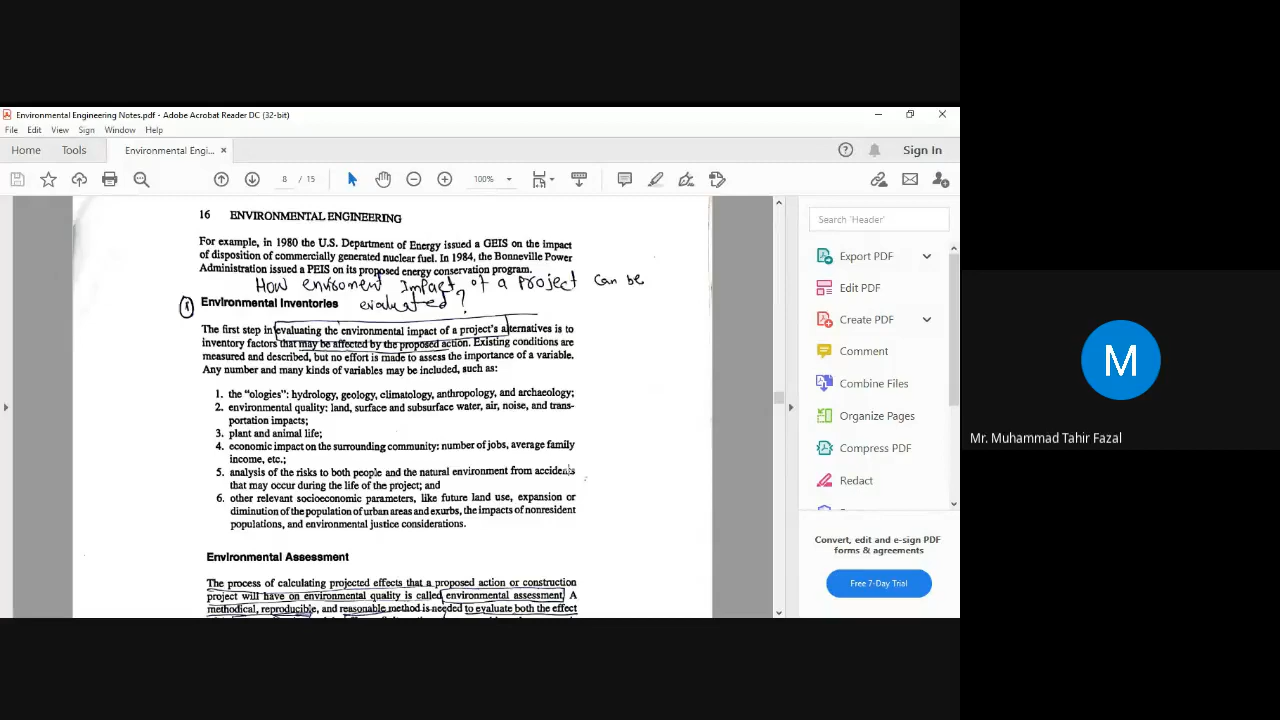 Environmental Engineering Notes.pdf - Adobe Acrobat Reader DC (32-bit)
File Edit View Sign Window Help
Home Tools Environmental Engi... × Sign In
8 / 15 100%
16 ENVIRONMENTAL ENGINEERING
For example, in 1980 the U.S. Department of Energy issued a GEIS on the impact
of disposition of commercially generated nuclear fuel. In 1984, the Bonneville Power
Administration issued a PEIS on its proposed energy conservation program.
How enviroment Impact of a project can be
evaluated?
① Environmental Inventories
The first step in evaluating the environmental impact of a project's alternatives is to
inventory factors that may be affected by the proposed action. Existing conditions are
measured and described, but no effort is made to assess the importance of a variable.
Any number and many kinds of variables may be included, such as:
1. the “ologies”: hydrology, geology, climatology, anthropology, and archaeology;
2. environmental quality: land, surface and subsurface water, air, noise, and trans-
portation impacts;
3. plant and animal life;
4. economic impact on the surrounding community: number of jobs, average family
income, etc.;
5. analysis of the risks to both people and the natural environment from accidents
that may occur during the life of the project; and
6. other relevant socioeconomic parameters, like future land use, expansion or
diminution of the population of urban areas and exurbs, the impacts of nonresident
populations, and environmental justice considerations.
Environmental Assessment
The process of calculating projected effects that a proposed action or construction
project will have on environmental quality is called environmental assessment. A
methodical, reproducible, and reasonable method is needed to evaluate both the effect
Search 'Header'
Export PDF
Edit PDF
Create PDF
Comment
Combine Files
Organize Pages
Compress PDF
Redact
Convert, edit and e-sign PDF
forms & agreements
Free 7-Day Trial
M
Mr. Muhammad Tahir Fazal